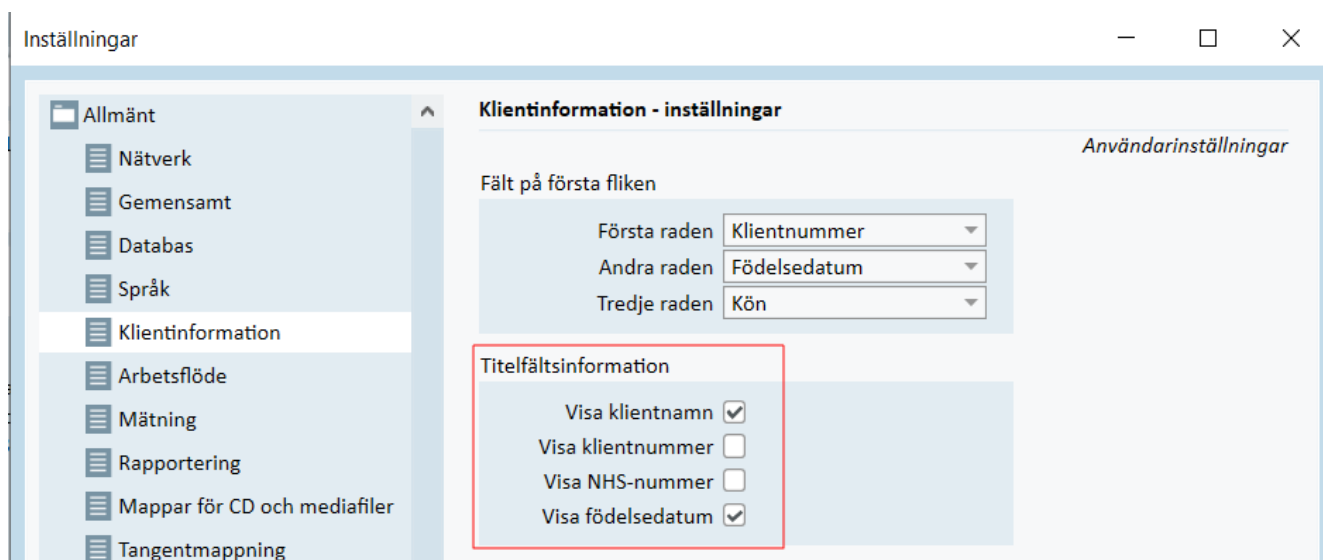 Inställningar
Allmänt
Nätverk
Gemensamt
Databas
Språk
Klientinformation
Arbetsflöde
Mätning
Rapportering
Mappar för CD och mediafiler
Tangentmappning
Klientinformation - inställningar
Användarinställningar
Fält på första fliken
Första raden Klientnummer
Andra raden Födelsedatum
Tredje raden Kön
Titelfältsinformation
Visa klientnamn
Visa klientnummer
Visa NHS-nummer
Visa födelsedatum